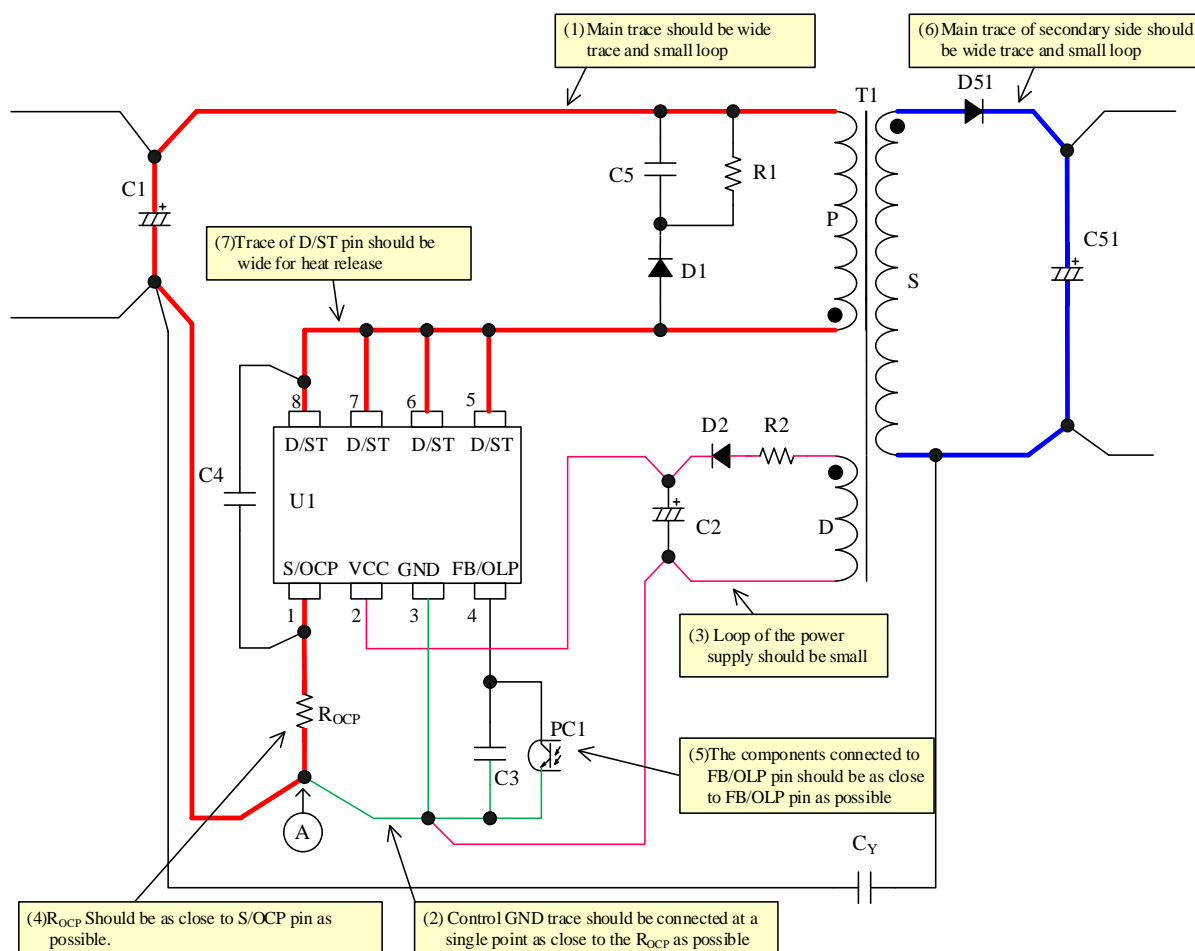 (1)Main trace should be wide
trace and small loop
(6)Main trace of secondary side should
be wide trace and small loop
D51
T1
C1
+
C5
R1
P
(7)Trace of D/ST pin should be
wide for heat release
D1
S
C51
+
8
7
6
5
D/ST
D/ST
D/ST
D/ST
D2
R2
C4
U1
+
C2
D
S/OCP
VCC
GND
FB/OLP
1
2
3
4
(3) Loop of the power
supply should be small
ROCP
PC1
C3
(5)The components connected to
FB/OLP pin should be as close
to FB/OLP pin as possible
A
CY
(4)ROCP Should be as close to S/OCP pin as
possible.
(2) Control GND trace should be connected at a
single point as close to the ROCP as possible